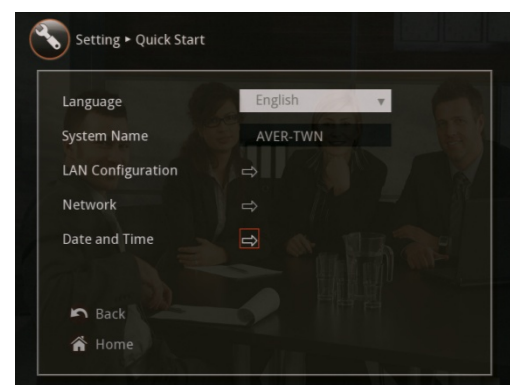 Setting ▸ Quick Start
Language English
System Name AVER-TWN
LAN Configuration
Network
Date and Time
Back
Home